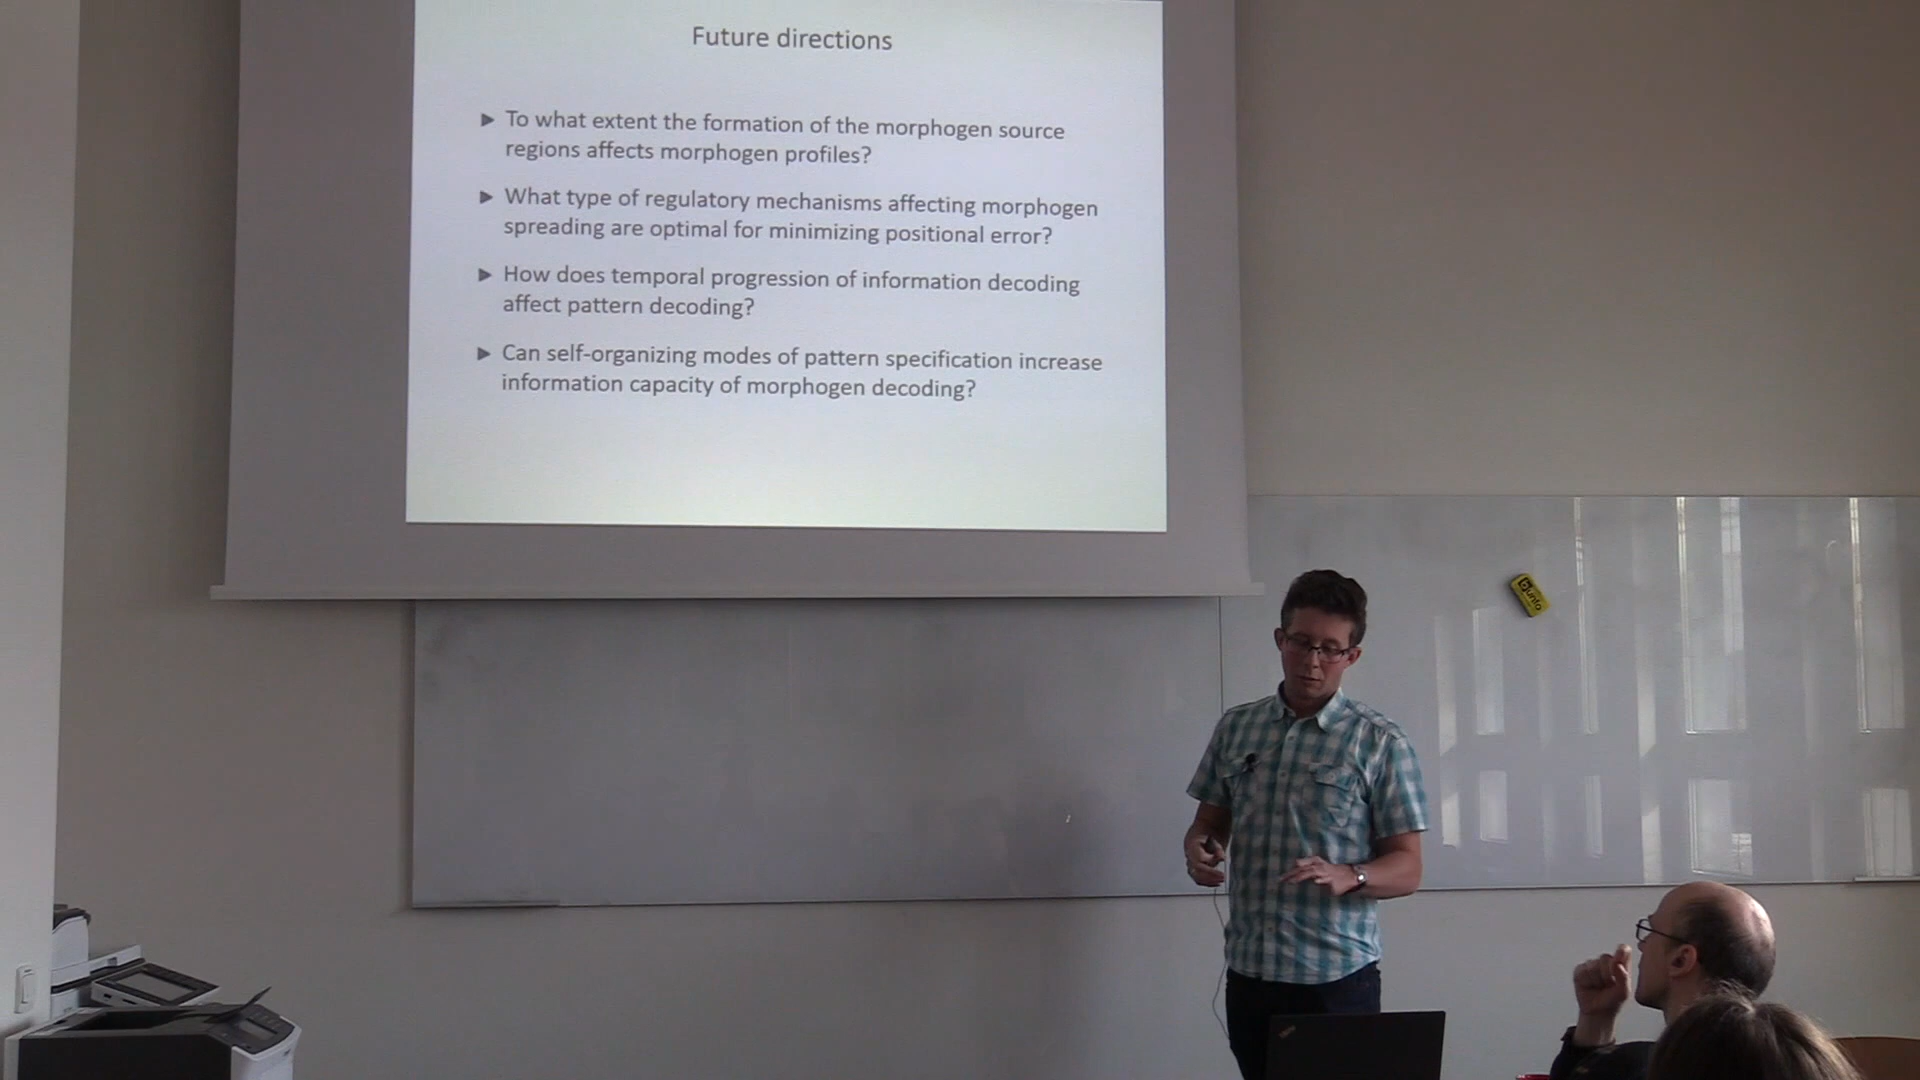 Future directions
▶ To what extent the formation of the morphogen source
regions affects morphogen profiles?
▶ What type of regulatory mechanisms affecting morphogen
spreading are optimal for minimizing positional error?
▶ How does temporal progression of information decoding
affect pattern decoding?
▶ Can self-organizing modes of pattern specification increase
information capacity of morphogen decoding?